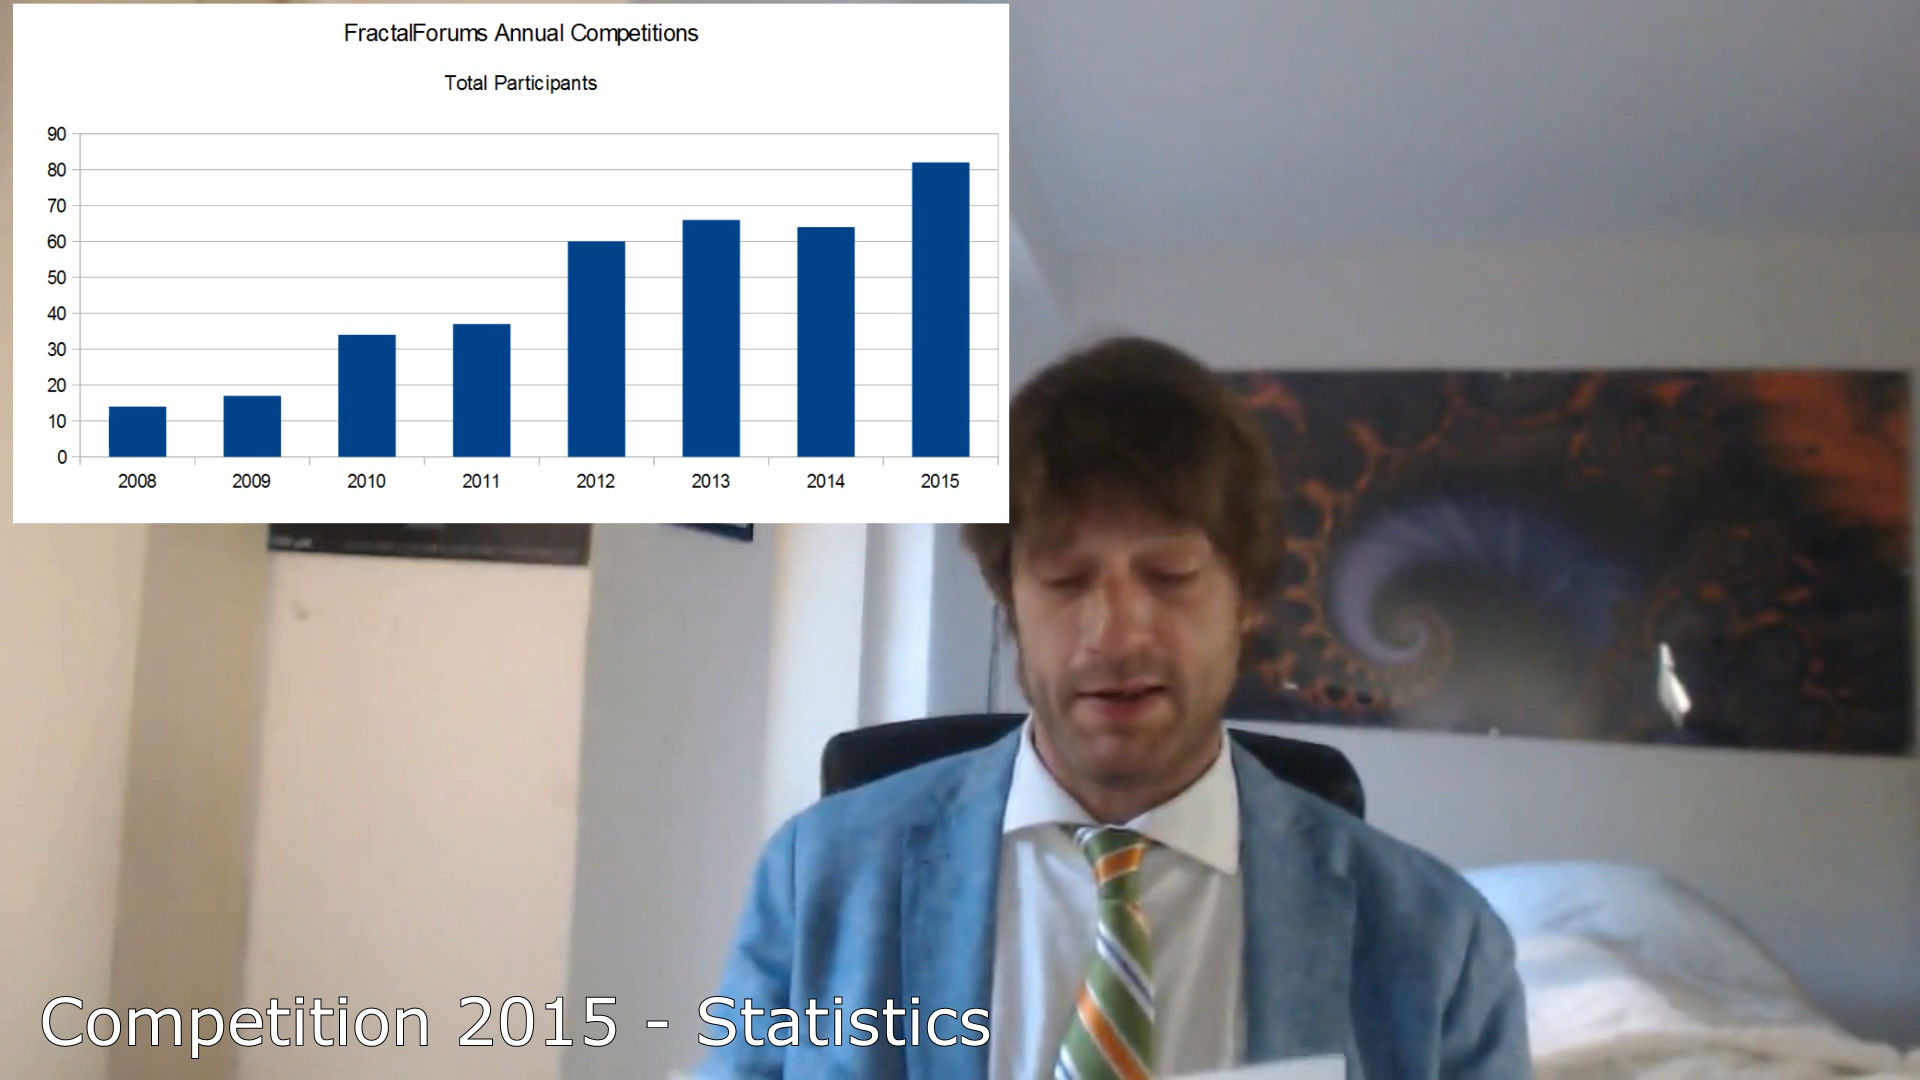 FractalForums Annual Competitions
Total Participants
90
80
70
60
50
40
30
20
10
0
2008 2009 2010 2011 2012 2013 2014 2015
Competition 2015 - Statistics